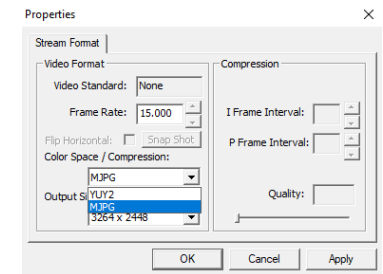 Properties
Stream Format
Video Format
Video Standard: None
Frame Rate: 15.000
Flip Horizontal: Snap Shot
Color Space / Compression:
MJPG
YUY2
MJPG
Output Si
3264 x 2448
Compression
I Frame Interval:
P Frame Interval:
Quality:
OK Cancel Apply